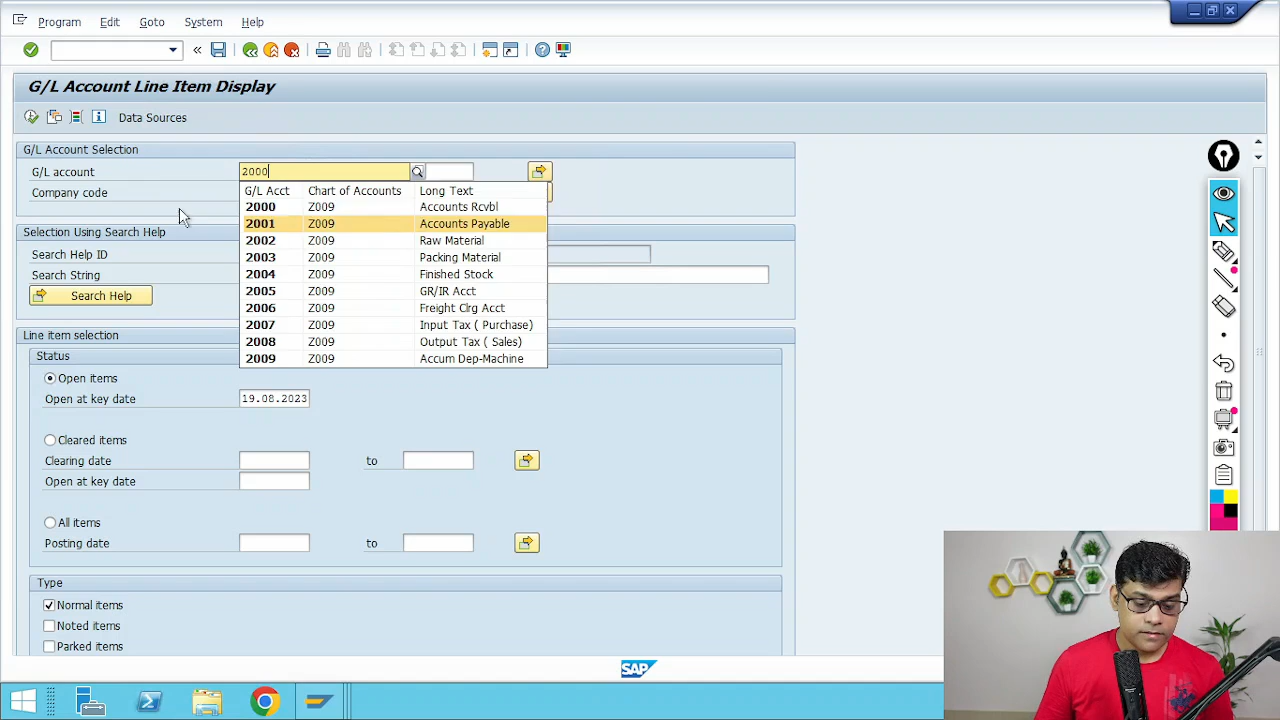 Program Edit Goto System Help
G/L Account Line Item Display
Data Sources
G/L Account Selection
G/L account 2000
Company code
G/L Acct Chart of Accounts Long Text
2000 Z009 Accounts Rcvbl
2001 Z009 Accounts Payable
2002 Z009 Raw Material
2003 Z009 Packing Material
2004 Z009 Finished Stock
2005 Z009 GR/IR Acct
2006 Z009 Freight Clrg Acct
2007 Z009 Input Tax ( Purchase)
2008 Z009 Output Tax ( Sales)
2009 Z009 Accum Dep-Machine
Selection Using Search Help
Search Help ID
Search String
Search Help
Line item selection
Status
Open items
Open at key date 19.08.2023
Cleared items
Clearing date to
Open at key date
All items
Posting date to
Type
Normal items
Noted items
Parked items
SAP